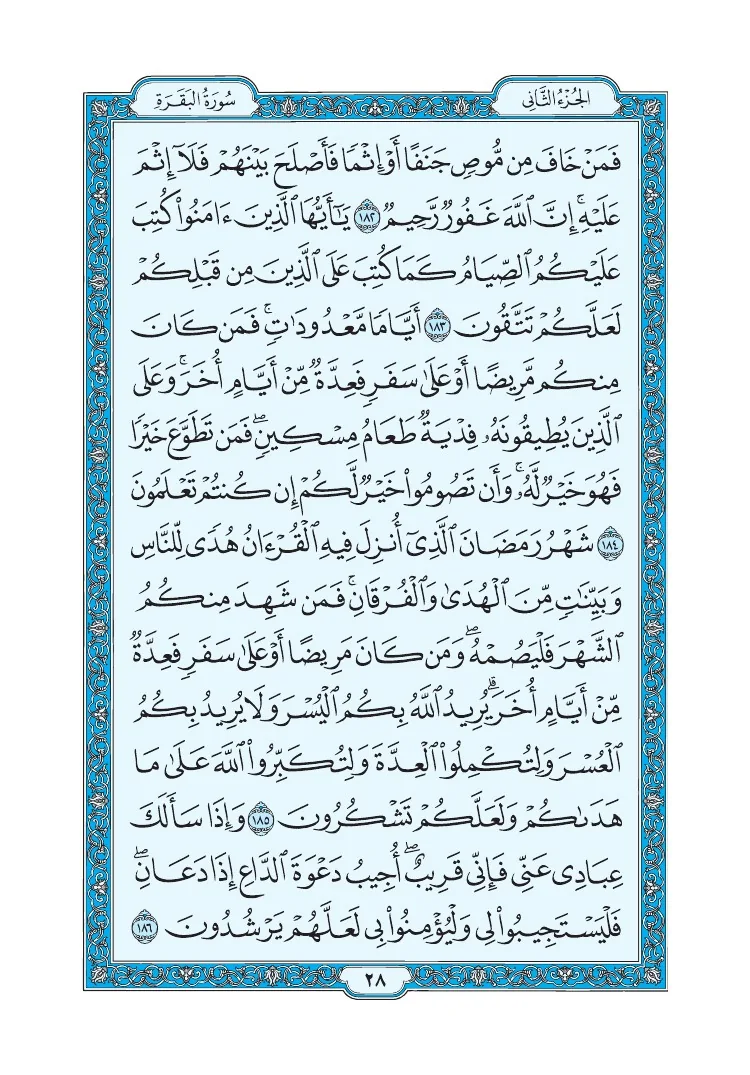 الجُزْءُ الثَّانِي
سُورَةُ البَقَرَةِ
فَمَنْ خَافَ مِن مُّوصٍ جَنَفًا أَوْ إِثْمًا فَأَصْلَحَ بَيْنَهُمْ فَلَآ إِثْمَ
عَلَيْهِۚ إِنَّ ٱللَّهَ غَفُورٌ رَّحِيمٌ ١٨٢ يَٰٓأَيُّهَا ٱلَّذِينَ ءَامَنُوا۟ كُتِبَ
عَلَيْكُمُ ٱلصِّيَامُ كَمَا كُتِبَ عَلَى ٱلَّذِينَ مِن قَبْلِكُمْ
لَعَلَّكُمْ تَتَّقُونَ ١٨٣ أَيَّامًا مَّعْدُودَٰتٍۚ فَمَن كَانَ
مِنكُم مَّرِيضًا أَوْ عَلَىٰ سَفَرٍ فَعِدَّةٌ مِّنْ أَيَّامٍ أُخَرَۚ وَعَلَى
ٱلَّذِينَ يُطِيقُونَهُۥ فِدْيَةٌ طَعَامُ مِسْكِينٍۖ فَمَن تَطَوَّعَ خَيْرًا
فَهُوَ خَيْرٌ لَّهُۥۚ وَأَن تَصُومُوا۟ خَيْرٌ لَّكُمْ إِن كُنتُمْ تَعْلَمُونَ
١٨٤ شَهْرُ رَمَضَانَ ٱلَّذِىٓ أُنزِلَ فِيهِ ٱلْقُرْءَانُ هُدًى لِّلنَّاسِ
وَبَيِّنَٰتٍ مِّنَ ٱلْهُدَىٰ وَٱلْفُرْقَانِۚ فَمَن شَهِدَ مِنكُمُ
ٱلشَّهْرَ فَلْيَصُمْهُۖ وَمَن كَانَ مَرِيضًا أَوْ عَلَىٰ سَفَرٍ فَعِدَّةٌ
مِّنْ أَيَّامٍ أُخَرَۗ يُرِيدُ ٱللَّهُ بِكُمُ ٱلْيُسْرَ وَلَا يُرِيدُ بِكُمُ
ٱلْعُسْرَ وَلِتُكْمِلُوا۟ ٱلْعِدَّةَ وَلِتُكَبِّرُوا۟ ٱللَّهَ عَلَىٰ مَا
هَدَىٰكُمْ وَلَعَلَّكُمْ تَشْكُرُونَ ١٨٥ وَإِذَا سَأَلَكَ
عِبَادِى عَنِّى فَإِنِّى قَرِيبٌۖ أُجِيبُ دَعْوَةَ ٱلدَّاعِ إِذَا دَعَانِۖ
فَلْيَسْتَجِيبُوا۟ لِى وَلْيُؤْمِنُوا۟ بِى لَعَلَّهُمْ يَرْشُدُونَ ١٨٦
٢٨